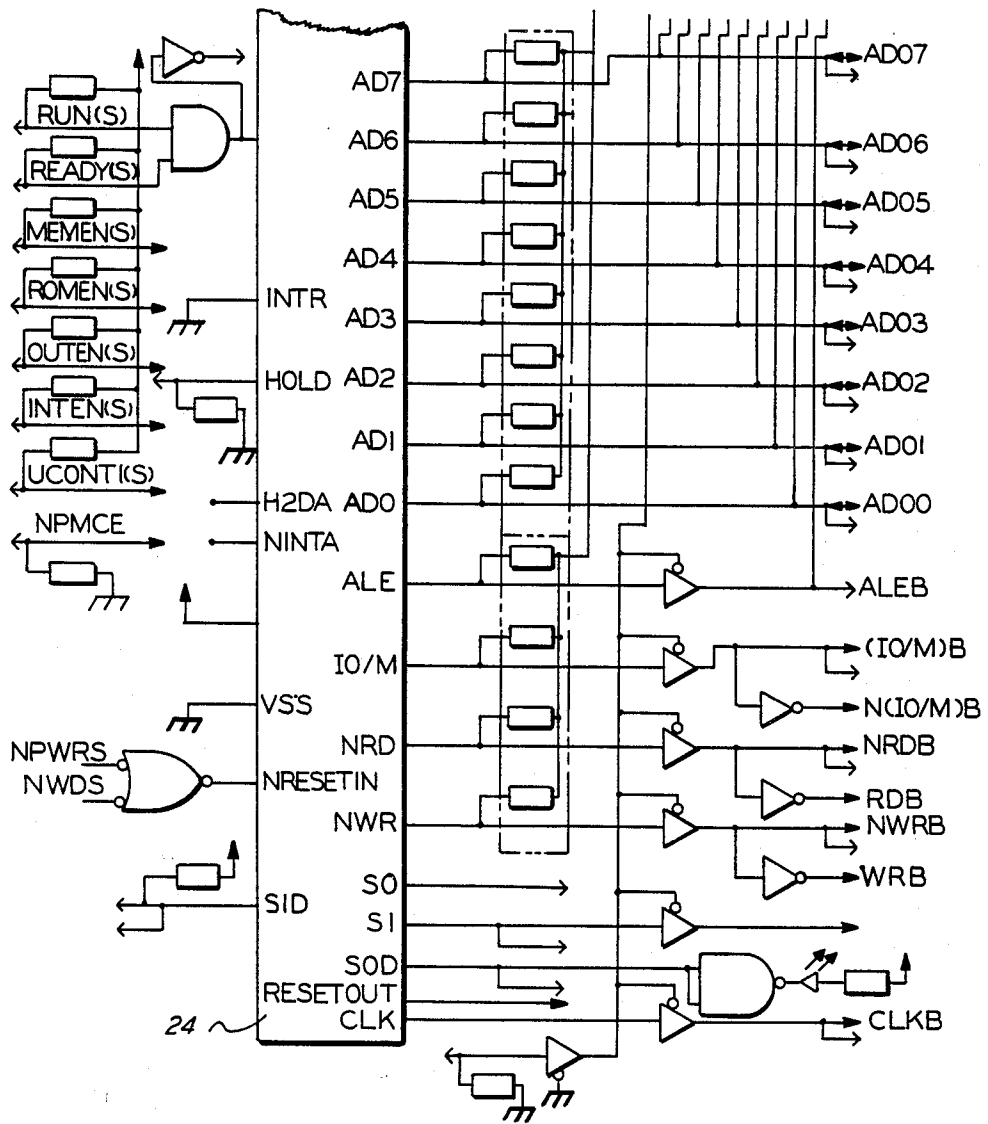 RUN(S)
READY(S)
MEMEN(S)
ROMEN(S)
OUTEN(S)
INTEN(S)
UCONTI(S)
NPMCE
NPWRS
NWDS
INTR
HOLD
H2DA
NINTA
VSS
NRESETIN
SID
AD7
AD6
AD5
AD4
AD3
AD2
AD1
AD0
ALE
IO/M
NRD
NWR
S0
S1
SOD
RESETOUT
CLK
24
AD07
AD06
AD05
AD04
AD03
AD02
AD01
AD00
ALEB
(IO/M)B
N(IO/M)B
NRDB
RDB
NWRB
WRB
CLKB